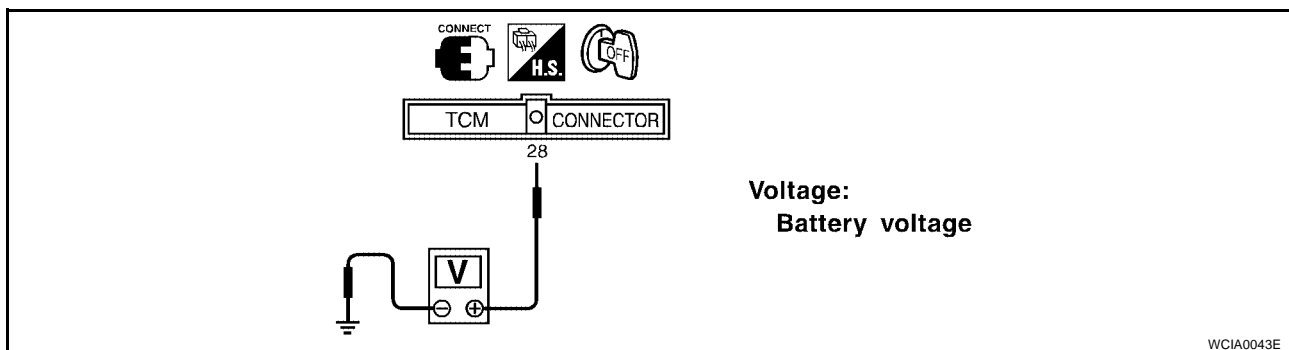 CONNECT
H.S.
OFF
TCM CONNECTOR
28
V
Voltage:
Battery voltage
WCIA0043E